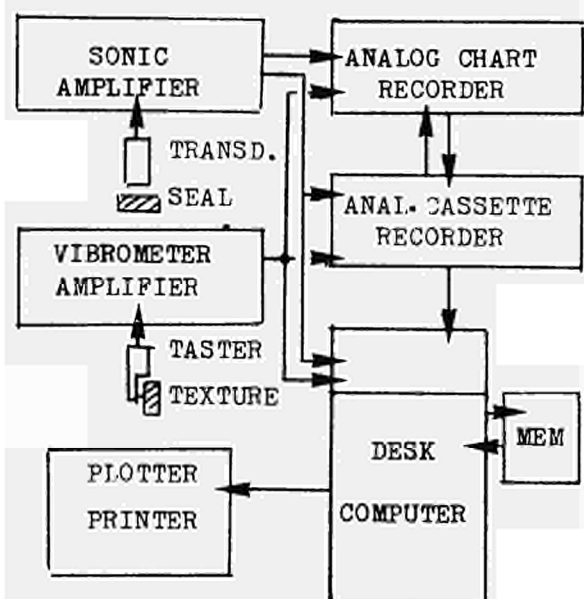 SONIC
AMPLIFIER
TRANSD.
SEAL
VIBROMETER
AMPLIFIER
TASTER
TEXTURE
PLOTTER
PRINTER
ANALOG CHART
RECORDER
ANAL. CASSETTE
RECORDER
DESK
COMPUTER
MEM